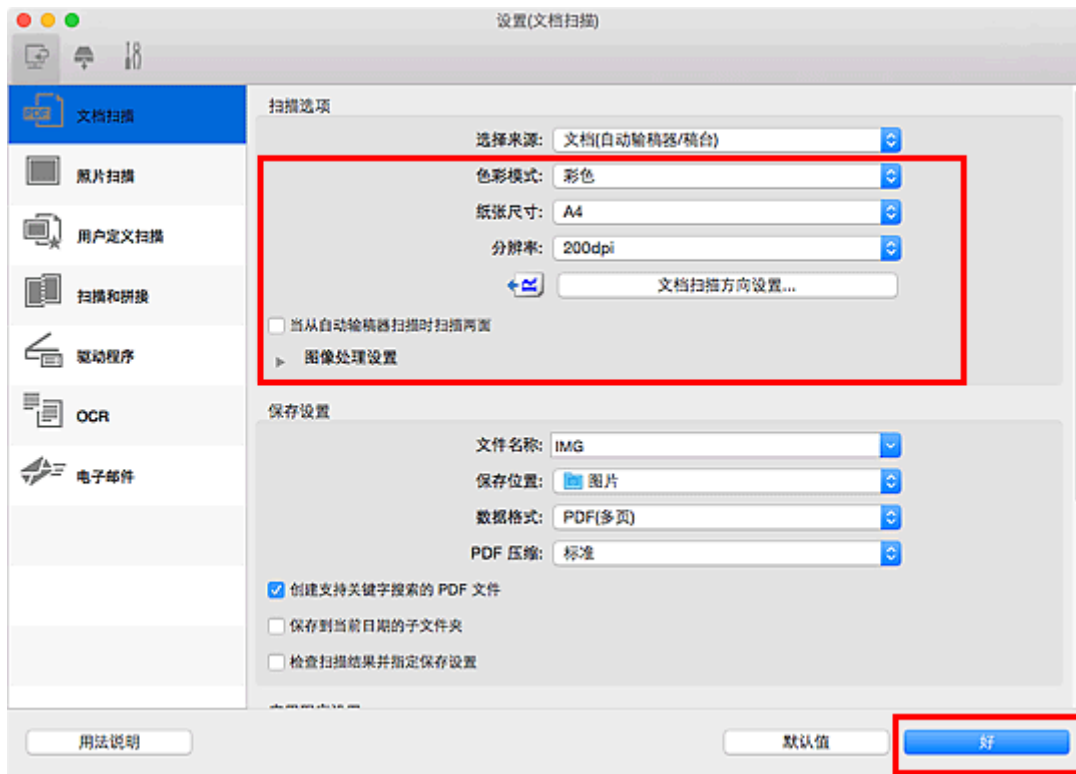 设置(文档扫描)
PDF 文档扫描
照片扫描
用户定义扫描
扫描和拼接
驱动程序
OCR
电子邮件
扫描选项
选择来源: 文档(自动输稿器/稿台)
色彩模式: 彩色
纸张尺寸: A4
分辨率: 200dpi
文档扫描方向设置...
当从自动输稿器扫描时扫描两面
图像处理设置
保存设置
文件名称: IMG
保存位置: 图片
数据格式: PDF(多页)
PDF 压缩: 标准
创建支持关键字搜索的 PDF 文件
保存到当前日期的子文件夹
检查扫描结果并指定保存设置
用法说明
默认值
好